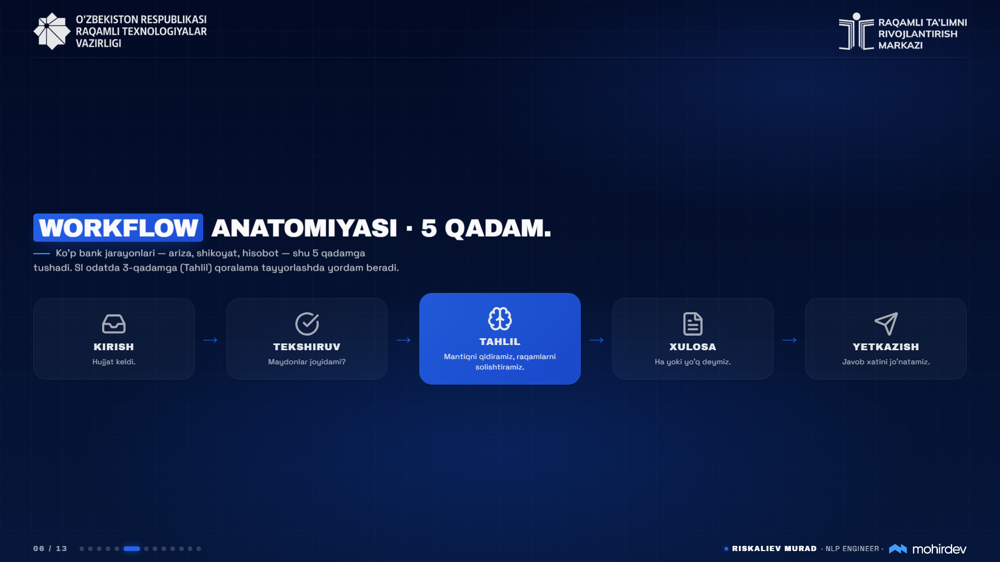 O'ZBEKISTON RESPUBLIKASI
RAQAMLI TEXNOLOGIYALAR
VAZIRLIGI
RAQAMLI TA'LIMNI
RIVOJLANTIRISH
MARKAZI
WORKFLOW ANATOMIYASI · 5 QADAM.
Ko'p bank jarayonlari — ariza, shikoyat, hisobot — shu 5 qadamga
tushadi. SI odatda 3-qadamga (Tahlil) qoralama tayyorlashda yordam beradi.
KIRISH
Hujjat keldi.
→
TEKSHIRUV
Maydonlar joyidami?
→
TAHLIL
Mantiqni qidiramiz, raqamlarni
solishtiramiz.
→
XULOSA
Ha yoki yo'q deymiz.
→
YETKAZISH
Javob xatini jo'natamiz.
06 / 13
RISKALIEV MURAD · NLP ENGINEER · mohirdev